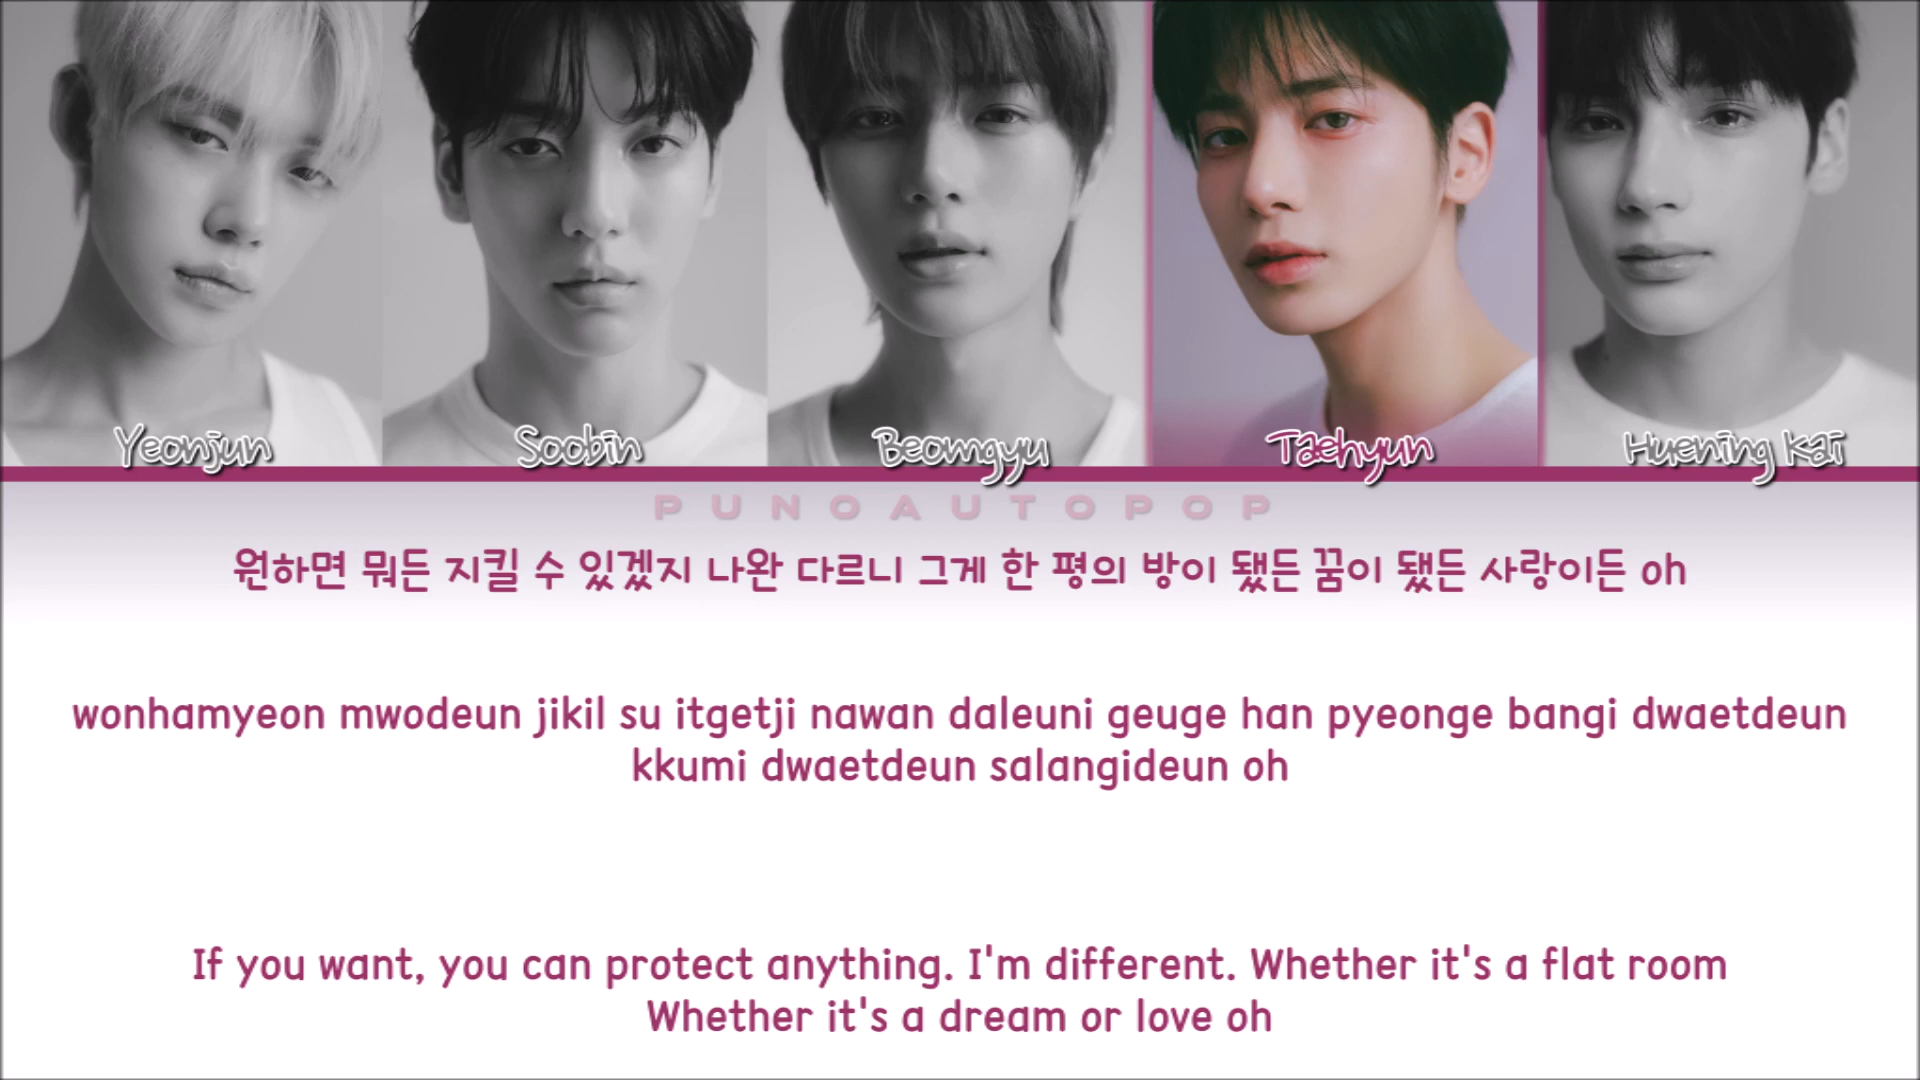 Yeonjun
Soobin
Beomgyu
Taehyun
Huening Kai
PUNOAUTOPOP
원하면 뭐든 지킬 수 있겠지 나완 다르니 그게 한 평의 방이 됐든 꿈이 됐든 사랑이든 oh
wonhamyeon mwodeun jikil su itgetji nawan daleuni geuge han pyeonge bangi dwaetdeun
kkumi dwaetdeun salangideun oh
If you want, you can protect anything. I'm different. Whether it's a flat room
Whether it's a dream or love oh